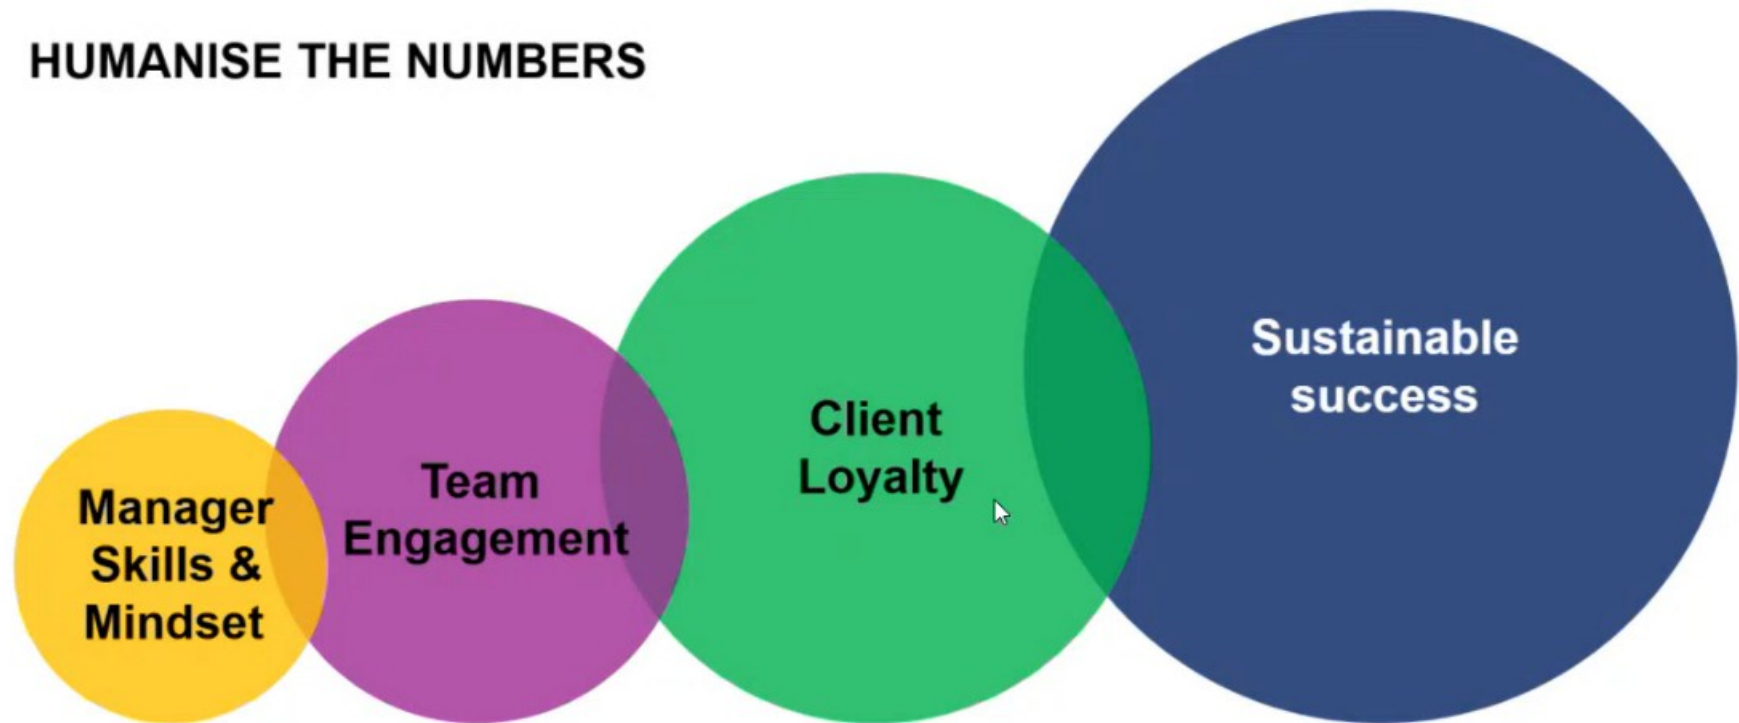 HUMANISE THE NUMBERS
Manager
Skills &
Mindset
Team
Engagement
Client
Loyalty
Sustainable
success